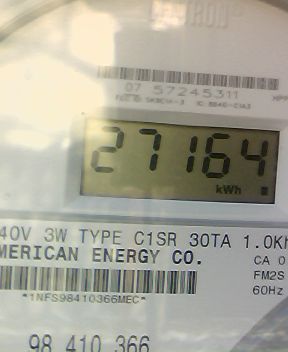 07 57245311
27164
kWh
40V 3W TYPE C1SR 30TA 1.0Kh
MERICAN ENERGY CO.
CA 0
FM2S
60Hz
*1NFS98410366MEC*
98 410 366